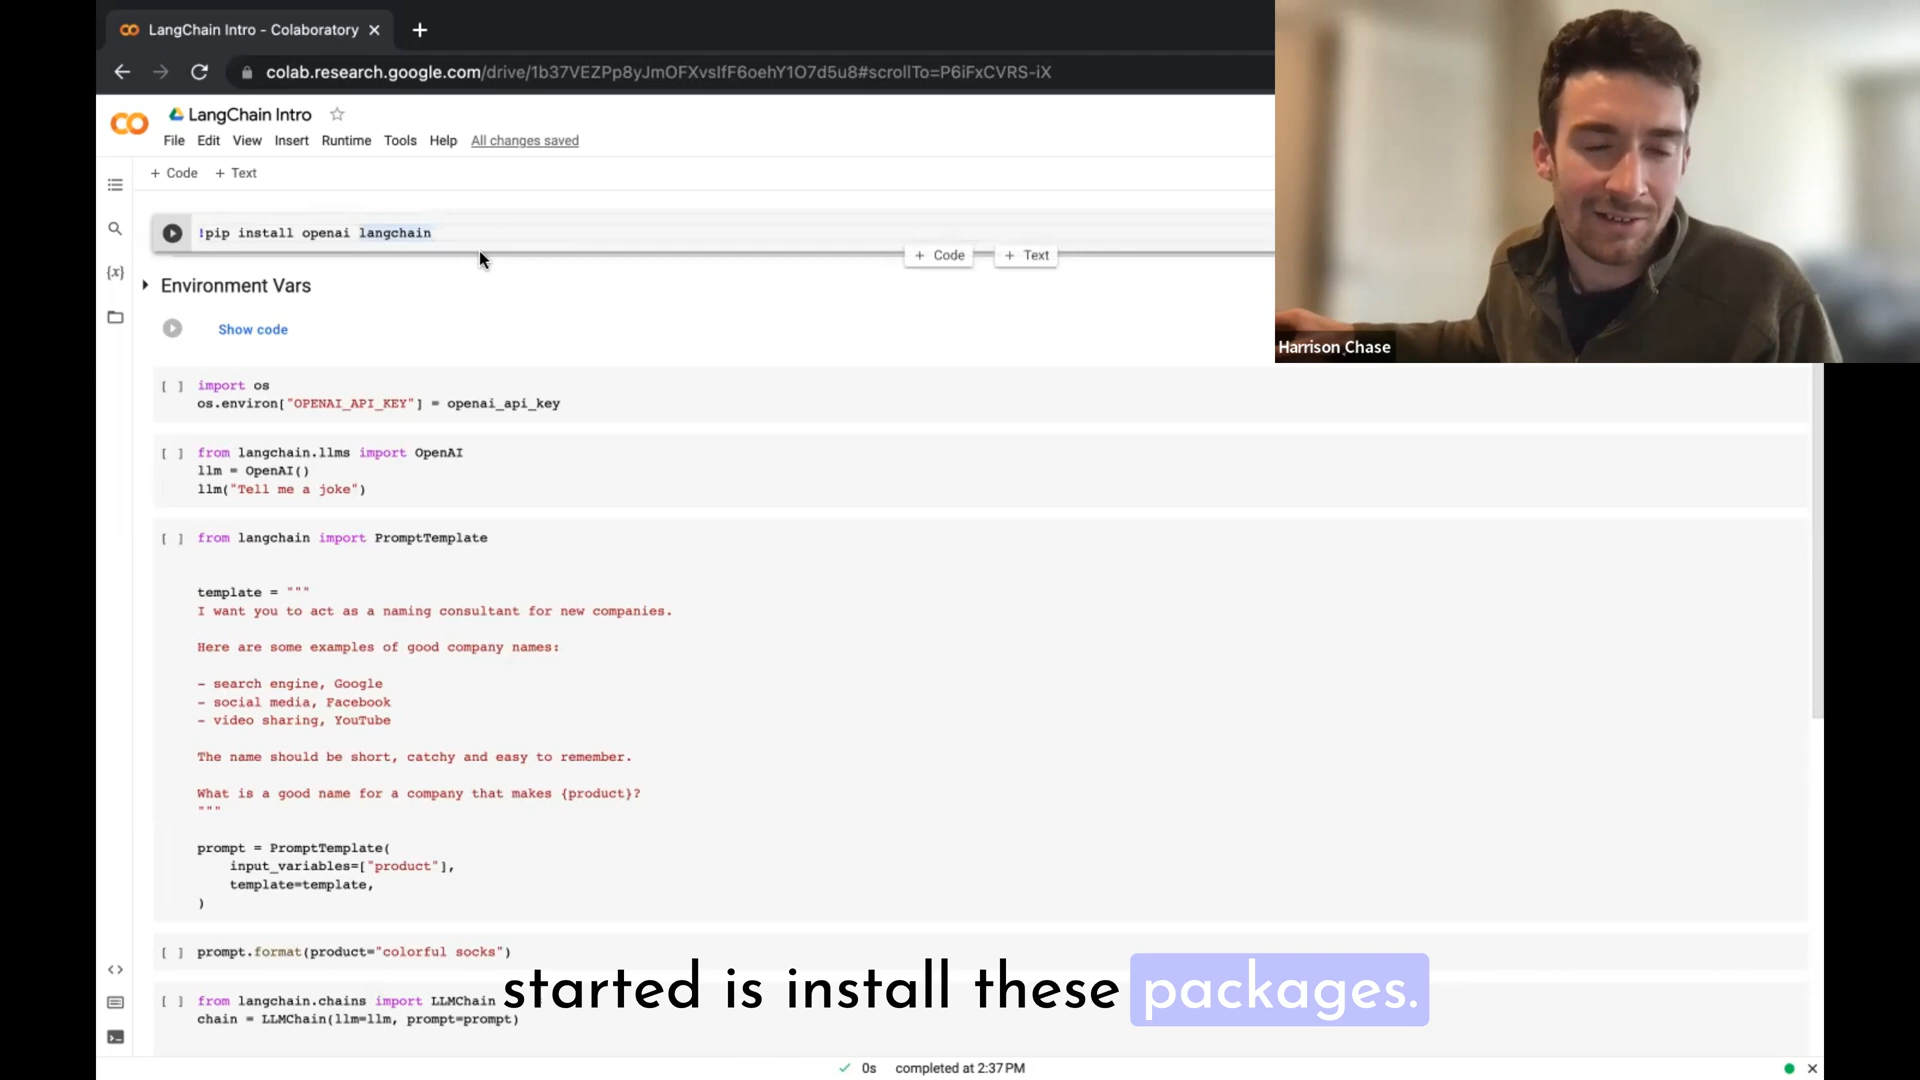 LangChain Intro - Colaboratory
colab.research.google.com/drive/1b37VEZPp8yJmOFXvsIfF6oehY1O7d5u8#scrollTo=P6iFxCVRS-iX
LangChain Intro
File Edit View Insert Runtime Tools Help All changes saved
+ Code + Text
!pip install openai langchain
+ Code + Text
Environment Vars
Show code
Harrison Chase
[ ] import os
os.environ["OPENAI_API_KEY"] = openai_api_key
[ ] from langchain.llms import OpenAI
llm = OpenAI()
llm("Tell me a joke")
[ ] from langchain import PromptTemplate
template = """
I want you to act as a naming consultant for new companies.
Here are some examples of good company names:
- search engine, Google
- social media, Facebook
- video sharing, YouTube
The name should be short, catchy and easy to remember.
What is a good name for a company that makes {product}?
"""
prompt = PromptTemplate(
input_variables=["product"],
template=template,
)
[ ] prompt.format(product="colorful socks")
[ ] from langchain.chains import LLMChain
chain = LLMChain(llm=llm, prompt=prompt)
started is install these packages.
0s completed at 2:37 PM